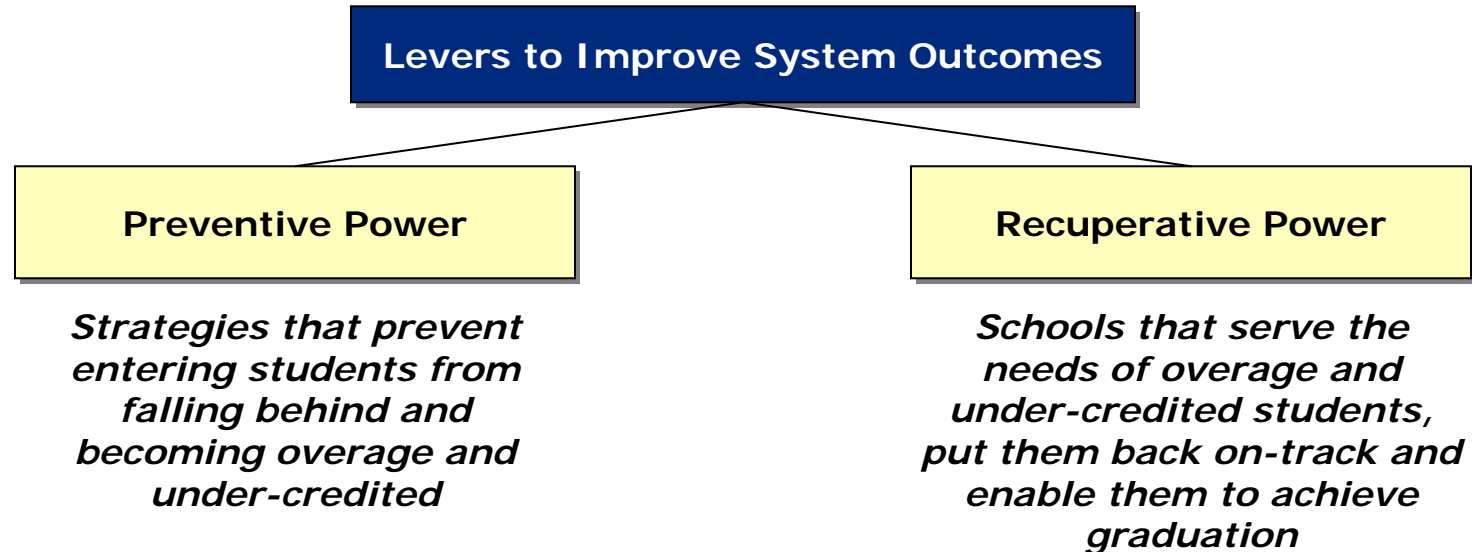 Levers to Improve System Outcomes
Preventive Power
Strategies that prevent
entering students from
falling behind and
becoming overage and
under-credited
Recuperative Power
Schools that serve the
needs of overage and
under-credited students,
put them back on-track and
enable them to achieve
graduation